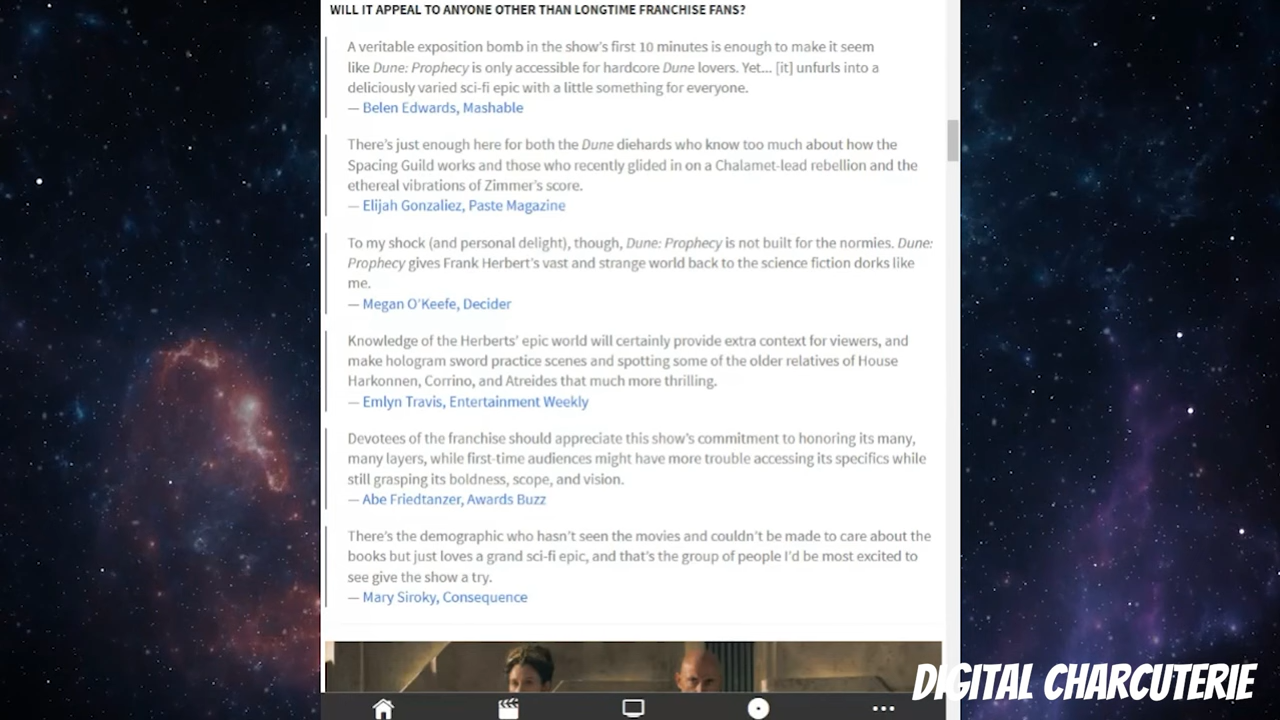 WILL IT APPEAL TO ANYONE OTHER THAN LONGTIME FRANCHISE FANS?
A veritable exposition bomb in the show's first 10 minutes is enough to make it seem
like Dune: Prophecy is only accessible for hardcore Dune lovers. Yet... [it] unfurls into a
deliciously varied sci-fi epic with a little something for everyone.
— Belen Edwards, Mashable
There's just enough here for both the Dune diehards who know too much about how the
Spacing Guild works and those who recently glided in on a Chalamet-lead rebellion and the
ethereal vibrations of Zimmer's score.
— Elijah Gonzaliez, Paste Magazine
To my shock (and personal delight), though, Dune: Prophecy is not built for the normies. Dune:
Prophecy gives Frank Herbert's vast and strange world back to the science fiction dorks like
me.
— Megan O'Keefe, Decider
Knowledge of the Herberts' epic world will certainly provide extra context for viewers, and
make hologram sword practice scenes and spotting some of the older relatives of House
Harkonnen, Corrino, and Atreides that much more thrilling.
— Emlyn Travis, Entertainment Weekly
Devotees of the franchise should appreciate this show's commitment to honoring its many,
many layers, while first-time audiences might have more trouble accessing its specifics while
still grasping its boldness, scope, and vision.
— Abe Friedtanzer, Awards Buzz
There's the demographic who hasn't seen the movies and couldn't be made to care about the
books but just loves a grand sci-fi epic, and that's the group of people I'd be most excited to
see give the show a try.
— Mary Siroky, Consequence
DIGITAL CHARCUTERIE